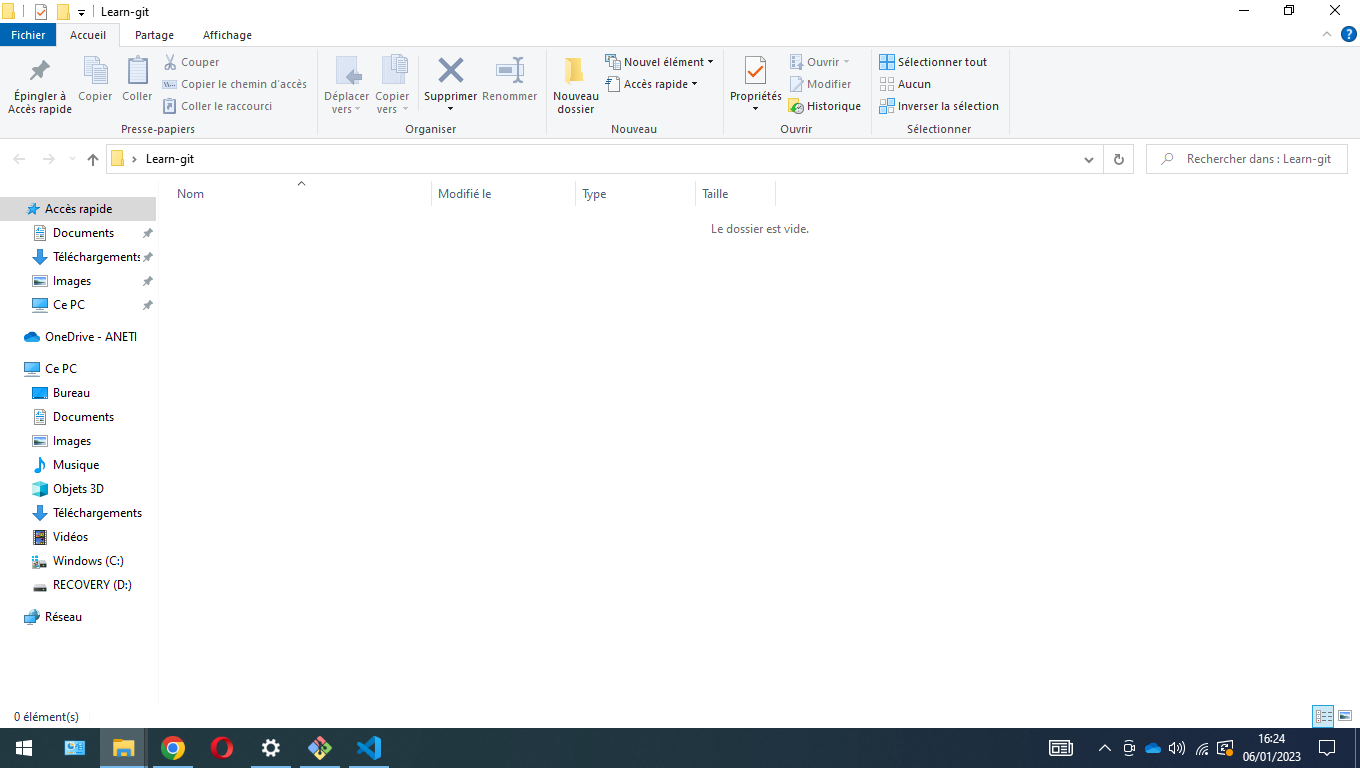 Learn-git
Fichier Accueil Partage Affichage
Épingler à Accès rapide
Copier
Coller
Couper
Copier le chemin d'accès
Coller le raccourci
Presse-papiers
Déplacer vers
Copier vers
Supprimer
Renommer
Organiser
Nouveau dossier
Nouvel élément
Accès rapide
Nouveau
Propriétés
Ouvrir
Modifier
Historique
Ouvrir
Sélectionner tout
Aucun
Inverser la sélection
Sélectionner
Learn-git
Rechercher dans : Learn-git
Nom Modifié le Type Taille
Le dossier est vide.
Accès rapide
Documents
Téléchargements
Images
Ce PC
OneDrive - ANETI
Ce PC
Bureau
Documents
Images
Musique
Objets 3D
Téléchargements
Vidéos
Windows (C:)
RECOVERY (D:)
Réseau
0 élément(s)
16:24
06/01/2023